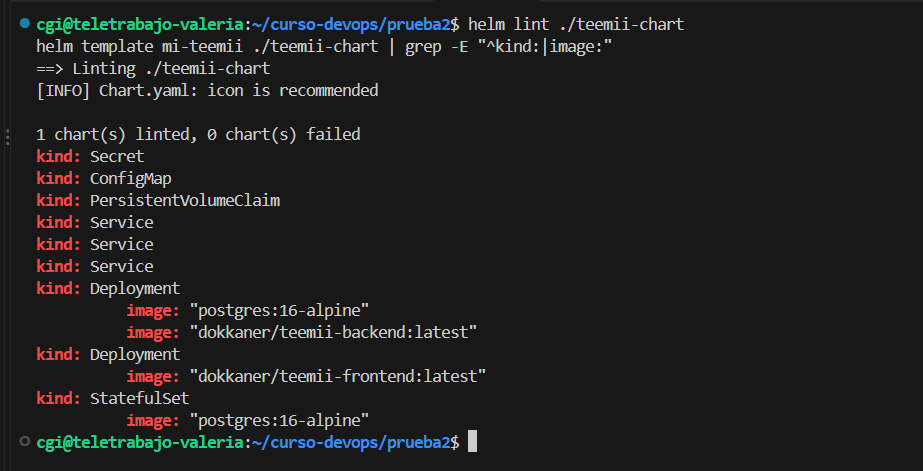 cgi@teletrabajo-valeria:~/curso-devops/prueba2$ helm lint ./teemii-chart
helm template mi-teemii ./teemii-chart | grep -E "^kind:|image:"
==> Linting ./teemii-chart
[INFO] Chart.yaml: icon is recommended

1 chart(s) linted, 0 chart(s) failed
kind: Secret
kind: ConfigMap
kind: PersistentVolumeClaim
kind: Service
kind: Service
kind: Service
kind: Deployment
          image: "postgres:16-alpine"
          image: "dokkaner/teemii-backend:latest"
kind: Deployment
          image: "dokkaner/teemii-frontend:latest"
kind: StatefulSet
          image: "postgres:16-alpine"
cgi@teletrabajo-valeria:~/curso-devops/prueba2$